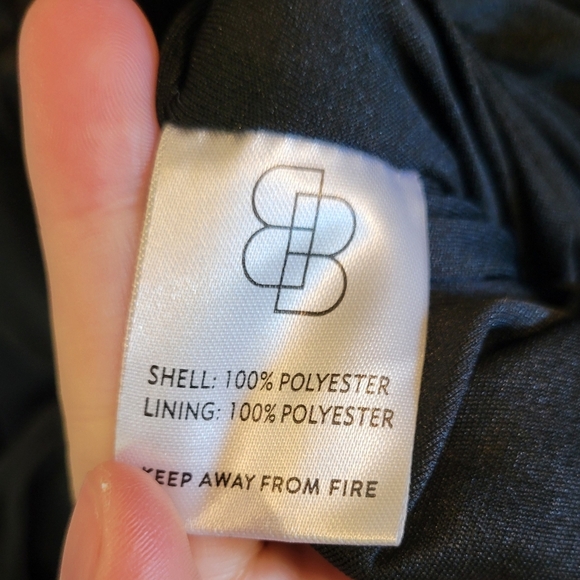 SHELL: 100% POLYESTER
LINING: 100% POLYESTER
KEEP AWAY FROM FIRE